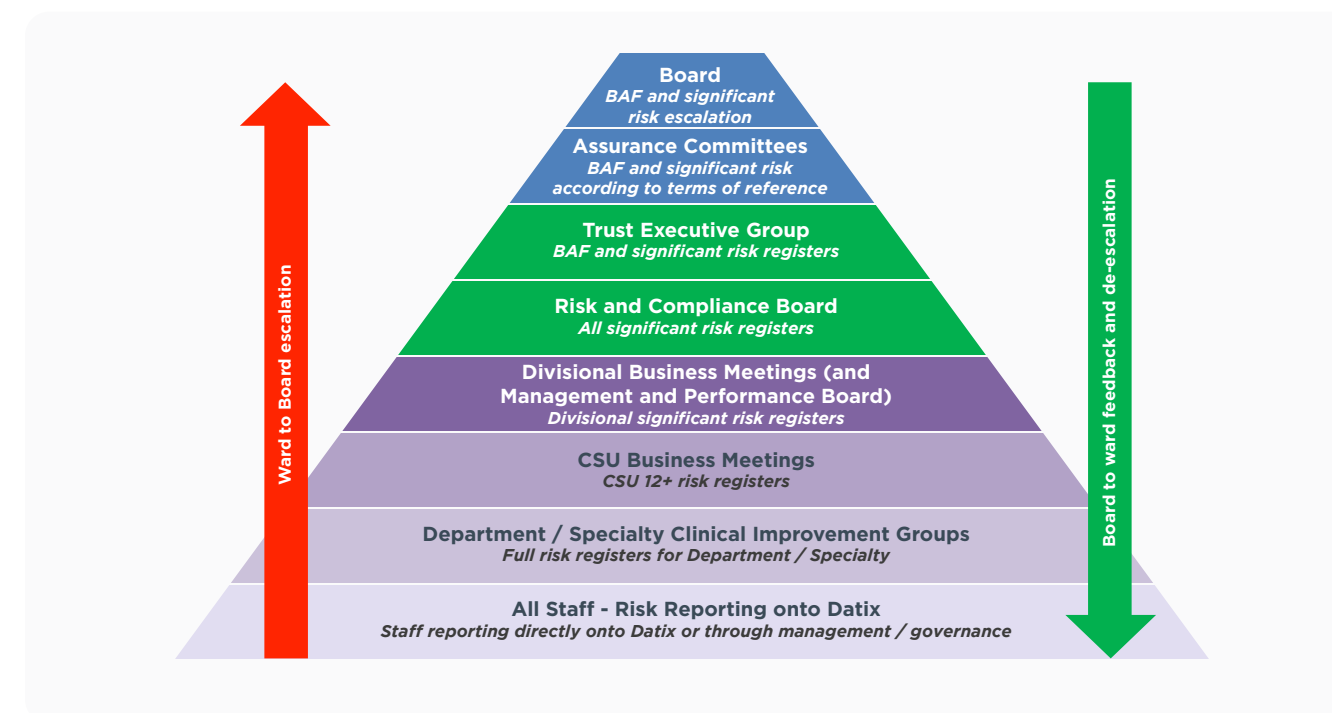 Board
BAF and significant
risk escalation
Assurance Committees
BAF and significant risk
according to terms of reference
Trust Executive Group
BAF and significant risk registers
Risk and Compliance Board
All significant risk registers
Divisional Business Meetings (and
Management and Performance Board)
Divisional significant risk registers
CSU Business Meetings
CSU 12+ risk registers
Department / Specialty Clinical Improvement Groups
Full risk registers for Department / Specialty
All Staff - Risk Reporting onto Datix
Staff reporting directly onto Datix or through management / governance
Ward to Board escalation
Board to ward feedback and de-escalation